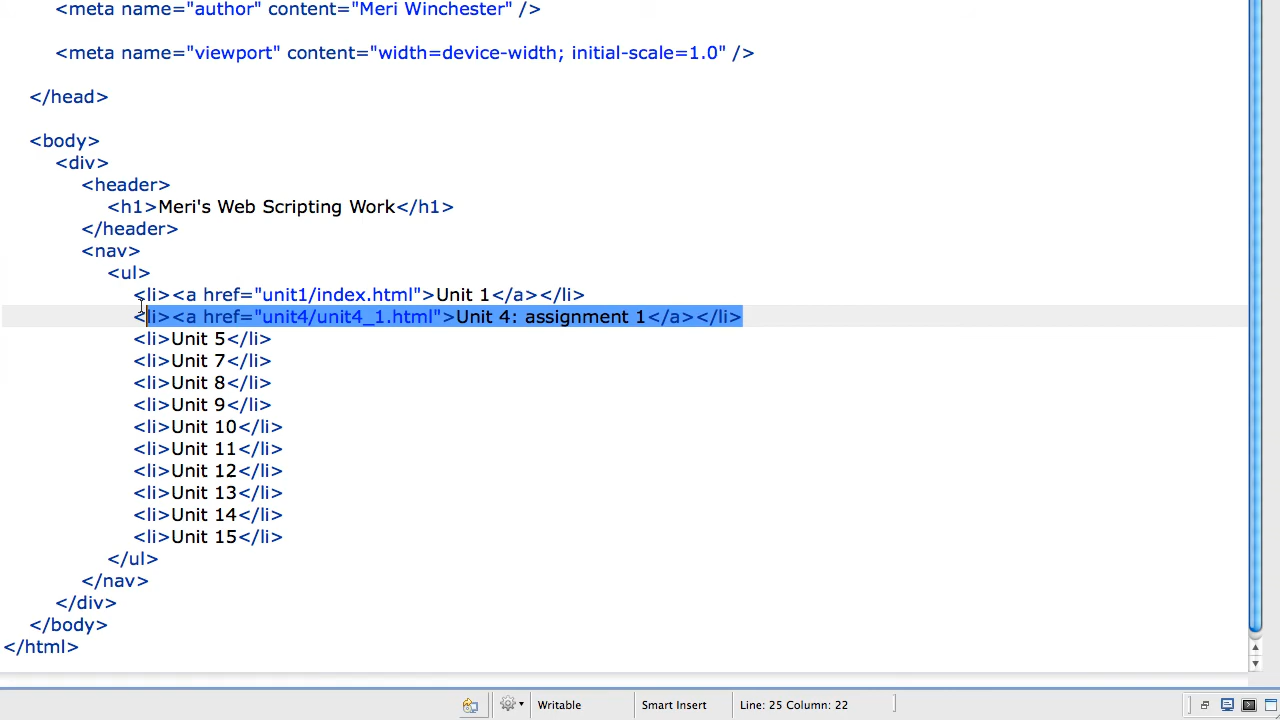 <meta name="author" content="Meri Winchester" />
<meta name="viewport" content="width=device-width; initial-scale=1.0" />
</head>
<body>
<div>
<header>
<h1>Meri's Web Scripting Work</h1>
</header>
<nav>
<ul>
<li><a href="unit1/index.html">Unit 1</a></li>
<li><a href="unit4/unit4_1.html">Unit 4: assignment 1</a></li>
<li>Unit 5</li>
<li>Unit 7</li>
<li>Unit 8</li>
<li>Unit 9</li>
<li>Unit 10</li>
<li>Unit 11</li>
<li>Unit 12</li>
<li>Unit 13</li>
<li>Unit 14</li>
<li>Unit 15</li>
</ul>
</nav>
</div>
</body>
</html>
Writable Smart Insert Line: 25 Column: 22